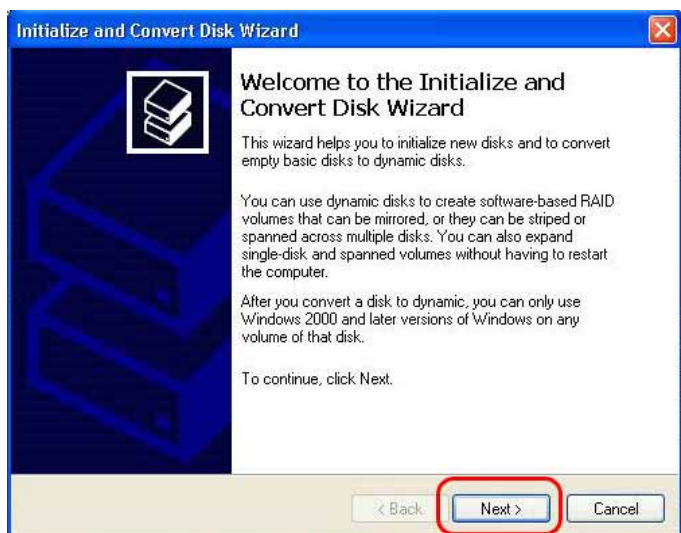 Initialize and Convert Disk Wizard
Welcome to the Initialize and
Convert Disk Wizard
This wizard helps you to initialize new disks and to convert
empty basic disks to dynamic disks.
You can use dynamic disks to create software-based RAID
volumes that can be mirrored, or they can be striped or
spanned across multiple disks. You can also expand
single-disk and spanned volumes without having to restart
the computer.
After you convert a disk to dynamic, you can only use
Windows 2000 and later versions of Windows on any
volume of that disk.
To continue, click Next.
< Back
Next >
Cancel